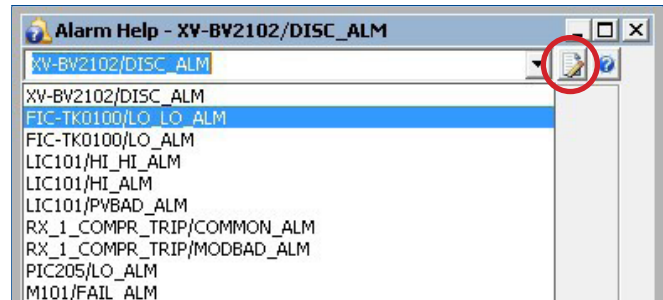 Alarm Help - XV-BV2102/DISC_ALM
XV-BV2102/DISC_ALM
XV-BV2102/DISC_ALM
FIC-TK0100/LO_LO_ALM
FIC-TK0100/LO_ALM
LIC101/HI_HI_ALM
LIC101/HI_ALM
LIC101/PVBAD_ALM
RX_1_COMPR_TRIP/COMMON_ALM
RX_1_COMPR_TRIP/MODBAD_ALM
PIC205/LO_ALM
M101/FAIL_ALM